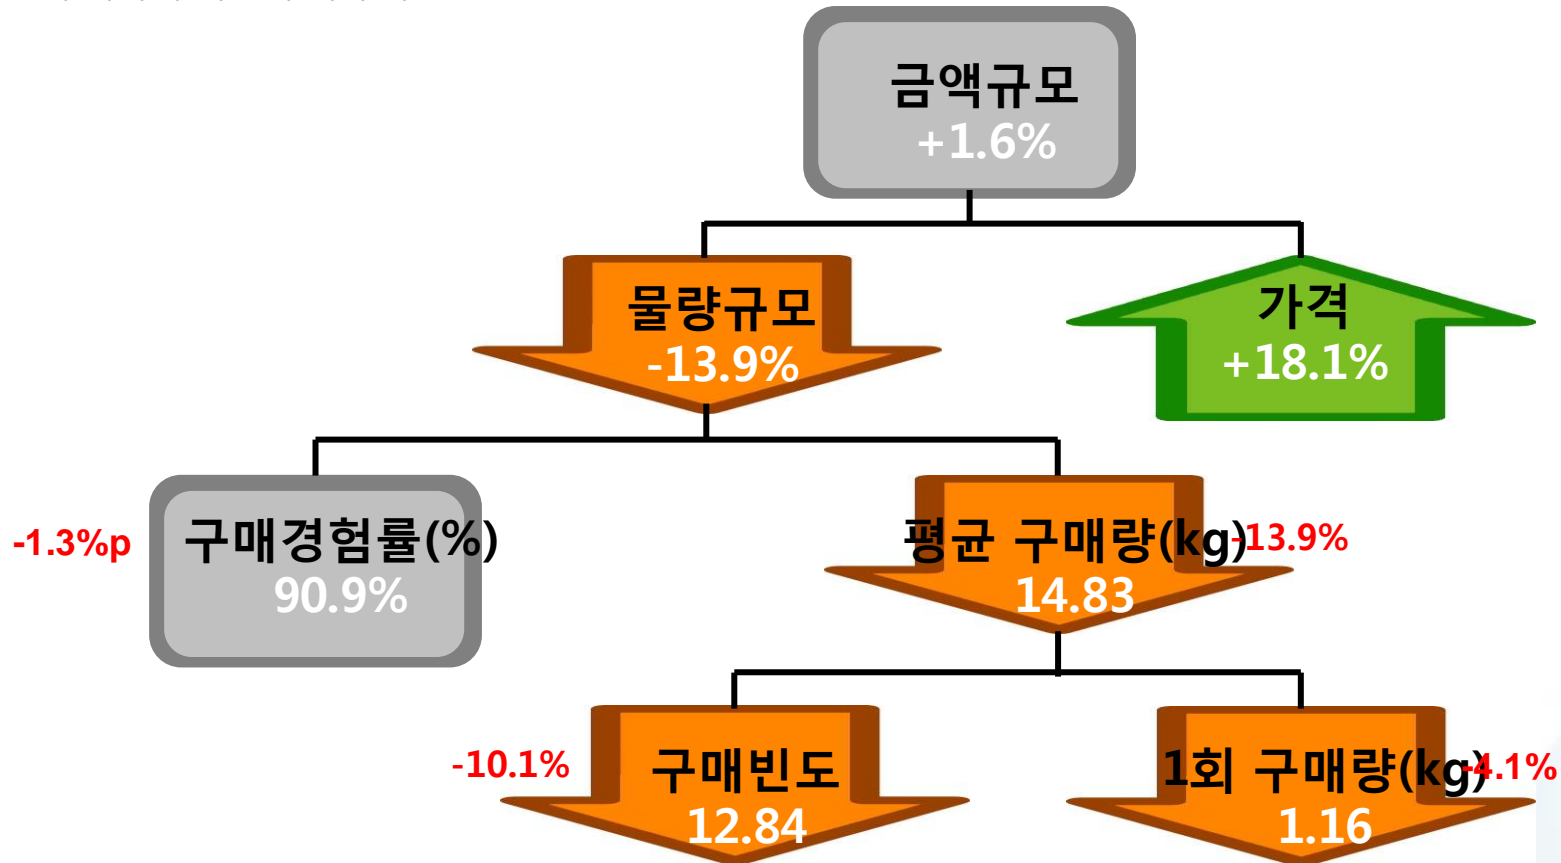 금액규모
+1.6%
물량규모
-13.9%
가격
+18.1%
-1.3%p
구매경험률(%)
90.9%
평균 구매량(kg)
-13.9%
14.83
-10.1%
구매빈도
12.84
1회 구매량(kg)
-4.1%
1.16